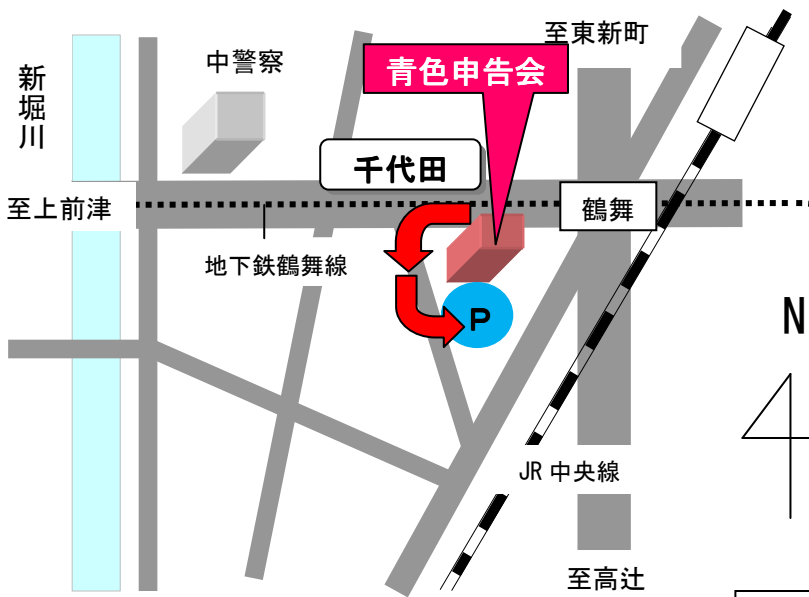 至東新町
中警察
青色申告会
新堀川
千代田
至上前津
鶴舞
地下鉄鶴舞線
P
N
JR 中央線
至高辻